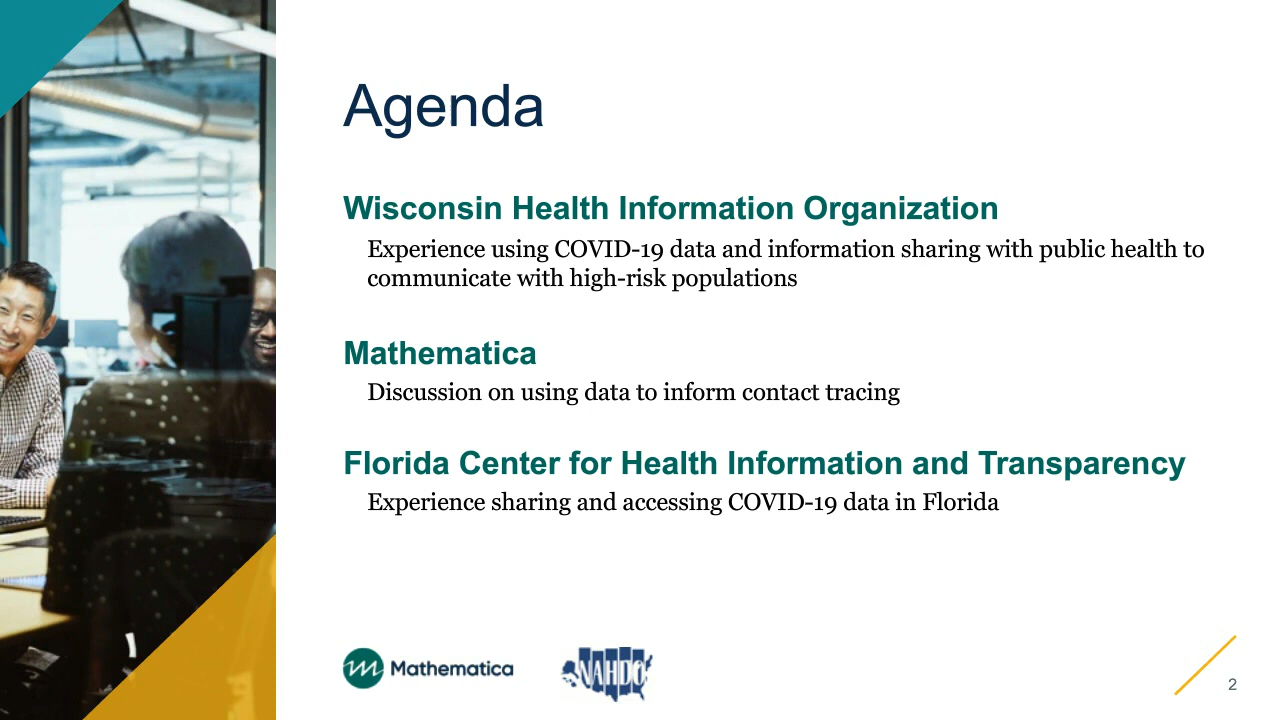 Agenda
Wisconsin Health Information Organization
Experience using COVID-19 data and information sharing with public health to
communicate with high-risk populations
Mathematica
Discussion on using data to inform contact tracing
Florida Center for Health Information and Transparency
Experience sharing and accessing COVID-19 data in Florida
Mathematica
NAHDO
2